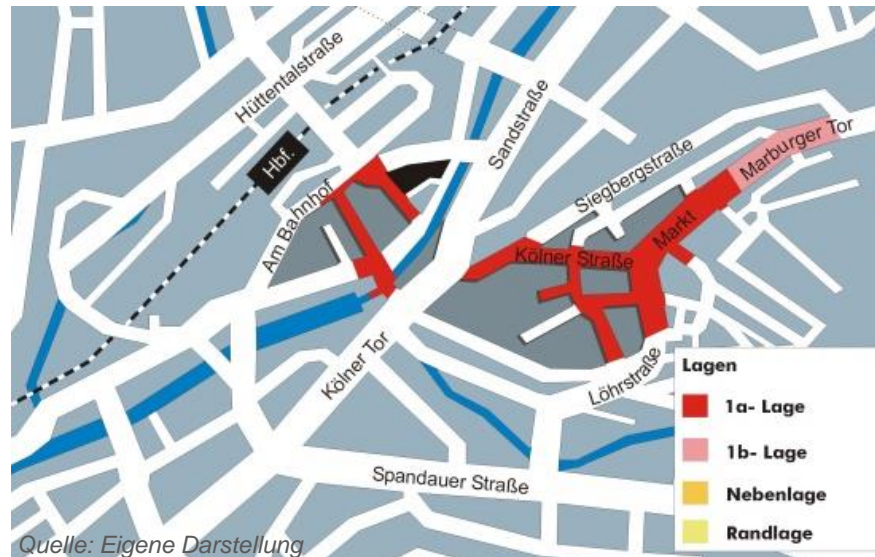 Hüttentalstraße
Sandstraße
Hbf.
Marburger Tor
Siegbergstraße
Am Bahnhof
Markt
Kölner Straße
Kölner Tor
Löhrstraße
Spandauer Straße
Lagen
1a- Lage
1b- Lage
Nebenlage
Randlage
Quelle: Eigene Darstellung